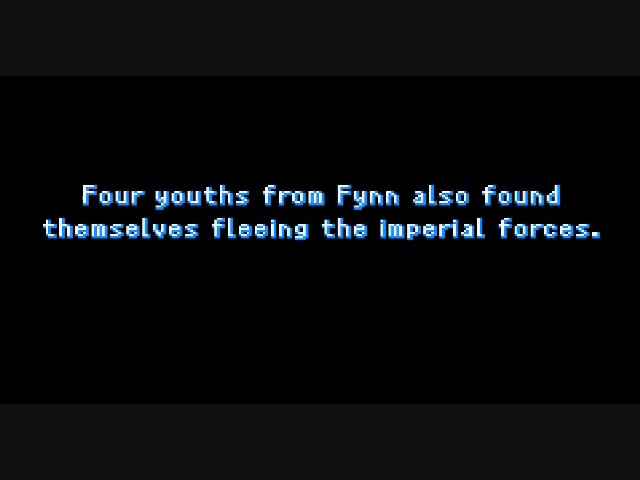 Four youths from Fynn also found
themselves fleeing the imperial forces.